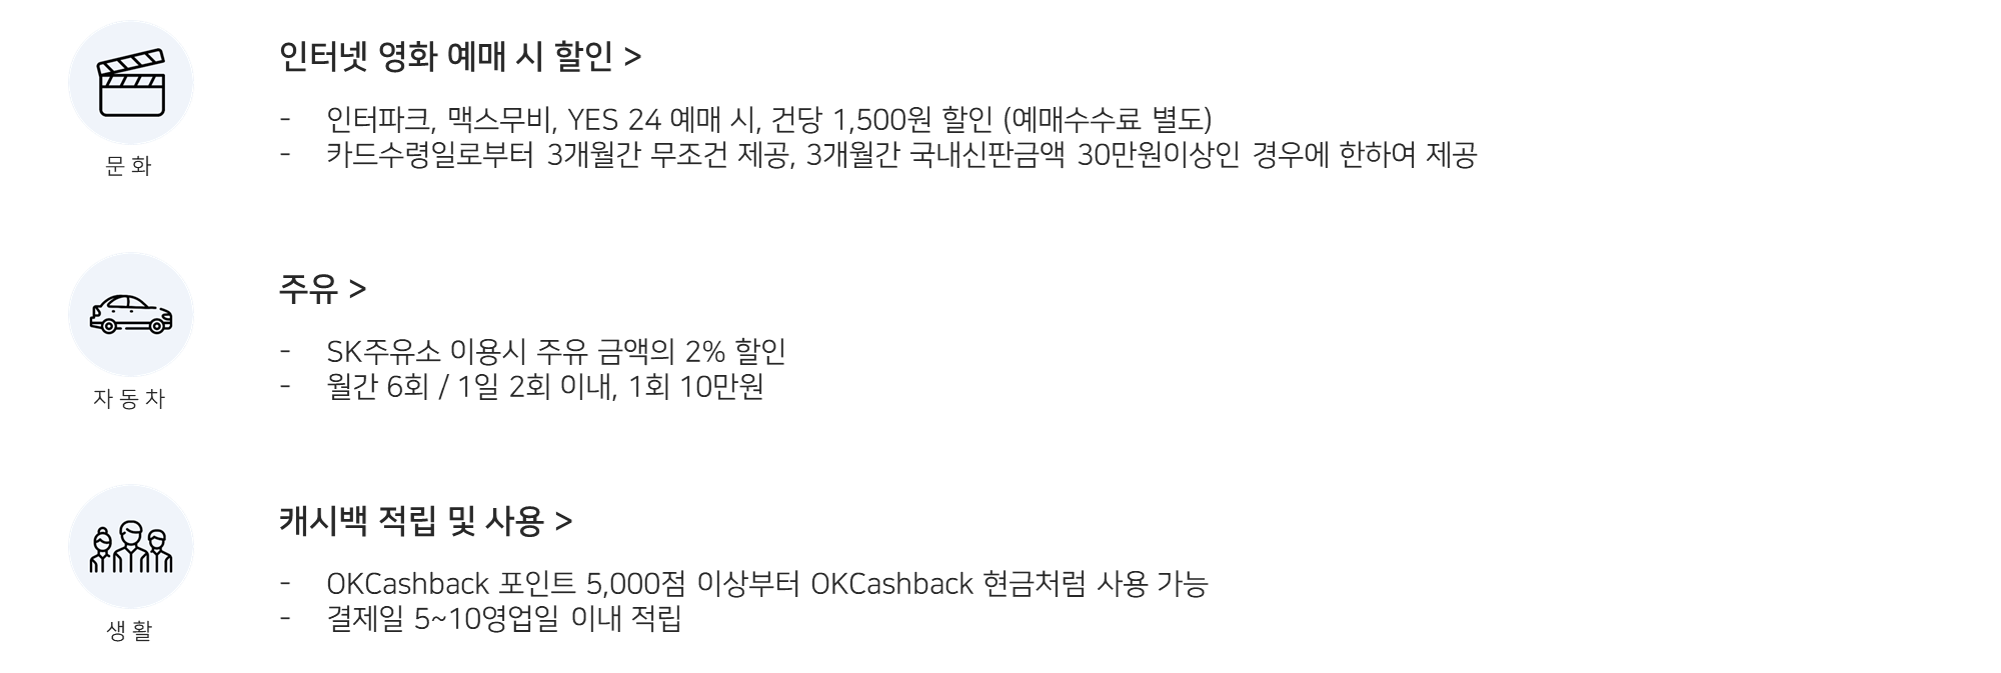 인터넷 영화 예매 시 할인 >
- 인터파크, 맥스무비, YES 24 예매 시, 건당 1,500원 할인 (예매수수료 별도)
- 카드수령일로부터 3개월간 무조건 제공, 3개월간 국내신판금액 30만원이상인 경우에 한하여 제공
문화
주유 >
- SK주유소 이용시 주유 금액의 2% 할인
- 월간 6회 / 1일 2회 이내, 1회 10만원
자동차
캐시백 적립 및 사용 >
- OKCashback 포인트 5,000점 이상부터 OKCashback 현금처럼 사용 가능
- 결제일 5~10영업일 이내 적립
생활